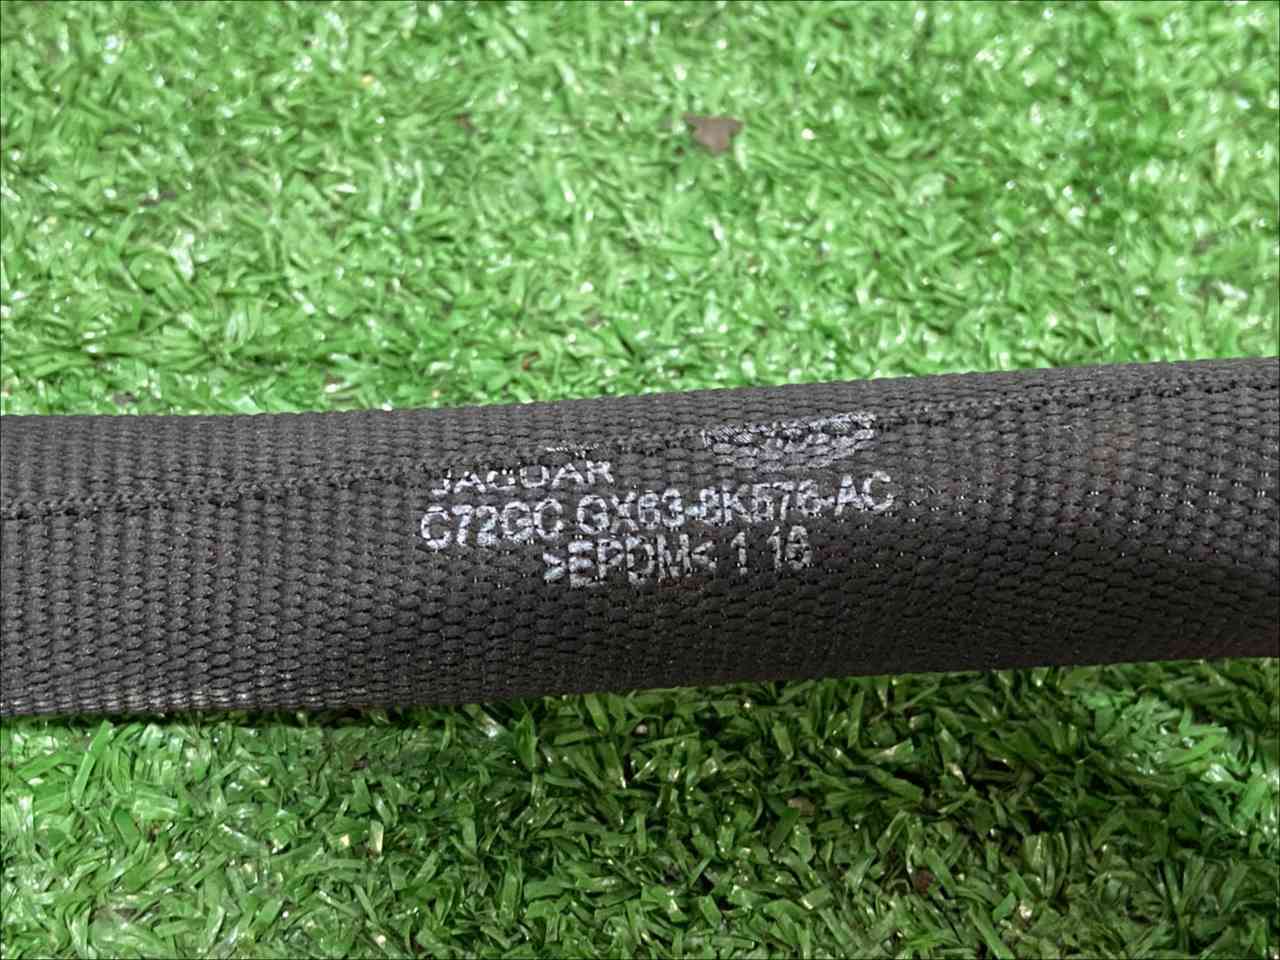 JAGUAR
C72GC GX63-8K576-AC
>EPDM< 1 16